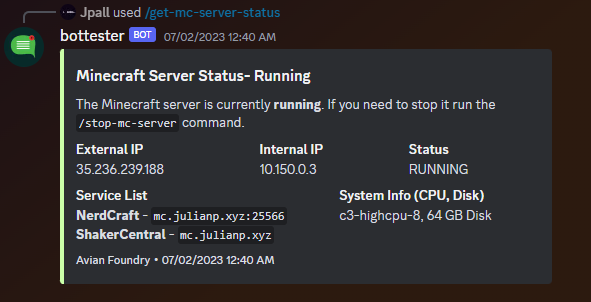 Jpall used /get-mc-server-status
bottester BOT 07/02/2023 12:40 AM
Minecraft Server Status- Running
The Minecraft server is currently running. If you need to stop it run the
/stop-mc-server command.
External IP Internal IP Status
35.236.239.188 10.150.0.3 RUNNING
Service List System Info (CPU, Disk)
NerdCraft - mc.julianp.xyz:25566 c3-highcpu-8, 64 GB Disk
ShakerCentral - mc.julianp.xyz
Avian Foundry • 07/02/2023 12:40 AM